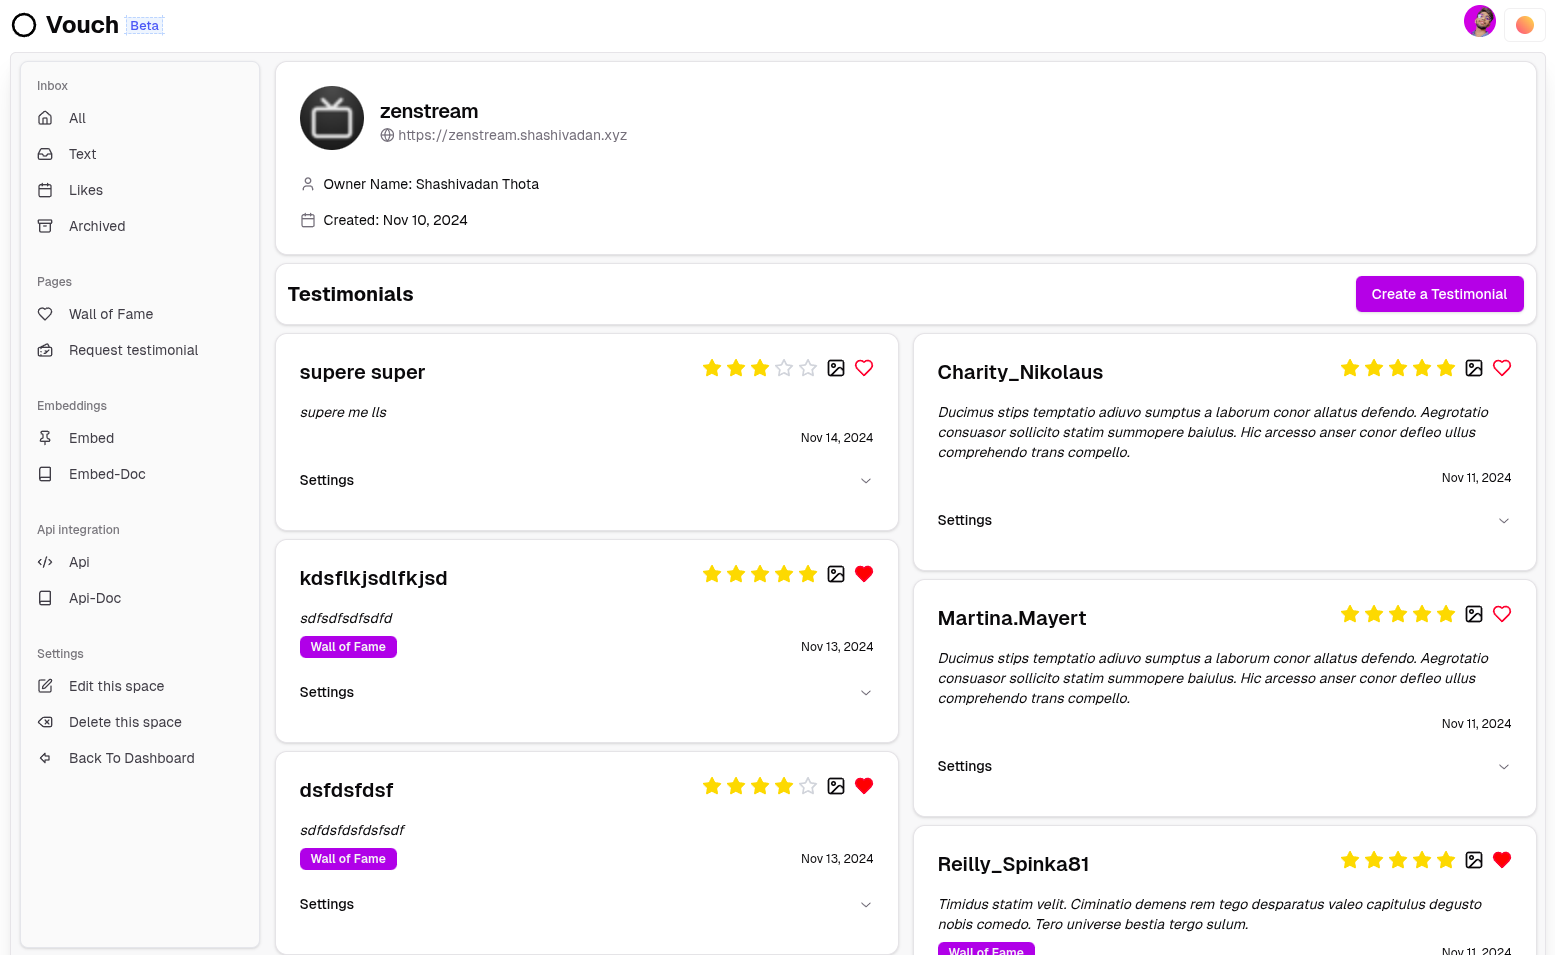 Vouch Beta
Inbox
All
Text
Likes
Archived
Pages
Wall of Fame
Request testimonial
Embeddings
Embed
Embed-Doc
Api integration
Api
Api-Doc
Settings
Edit this space
Delete this space
Back To Dashboard
zenstream
https://zenstream.shashivadan.xyz
Owner Name: Shashivadan Thota
Created: Nov 10, 2024
Testimonials
Create a Testimonial
supere super
supere me lls
Nov 14, 2024
Settings
kdsflkjsdlfkjsd
sdfsdfsdfsdfd
Wall of Fame
Nov 13, 2024
Settings
dsfdsfdsf
sdfdsfdsfdsfsdf
Wall of Fame
Nov 13, 2024
Settings
Charity_Nikolaus
Ducimus stips temptatio adiuvo sumptus a laborum conor allatus defendo. Aegrotatio
consuasor sollicito statim summopere baiulus. Hic arcesso anser conor defleo ullus
comprehendo trans compello.
Nov 11, 2024
Settings
Martina.Mayert
Ducimus stips temptatio adiuvo sumptus a laborum conor allatus defendo. Aegrotatio
consuasor sollicito statim summopere baiulus. Hic arcesso anser conor defleo ullus
comprehendo trans compello.
Nov 11, 2024
Settings
Reilly_Spinka81
Timidus statim velit. Ciminatio demens rem tego desparatus valeo capitulus degusto
nobis comedo. Tero universe bestia tergo sulum.
Wall of Fame
Nov 11, 2024